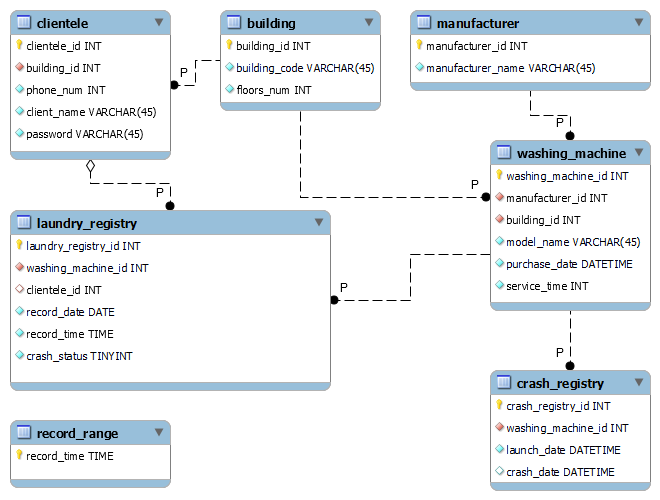 clientele
clientele_id INT
building_id INT
phone_num INT
client_name VARCHAR(45)
password VARCHAR(45)
building
building_id INT
building_code VARCHAR(45)
floors_num INT
manufacturer
manufacturer_id INT
manufacturer_name VARCHAR(45)
P
P
P
P
washing_machine
washing_machine_id INT
manufacturer_id INT
building_id INT
model_name VARCHAR(45)
purchase_date DATETIME
service_time INT
laundry_registry
laundry_registry_id INT
washing_machine_id INT
clientele_id INT
record_date DATE
record_time TIME
crash_status TINYINT
P
P
crash_registry
crash_registry_id INT
washing_machine_id INT
launch_date DATETIME
crash_date DATETIME
record_range
record_time TIME